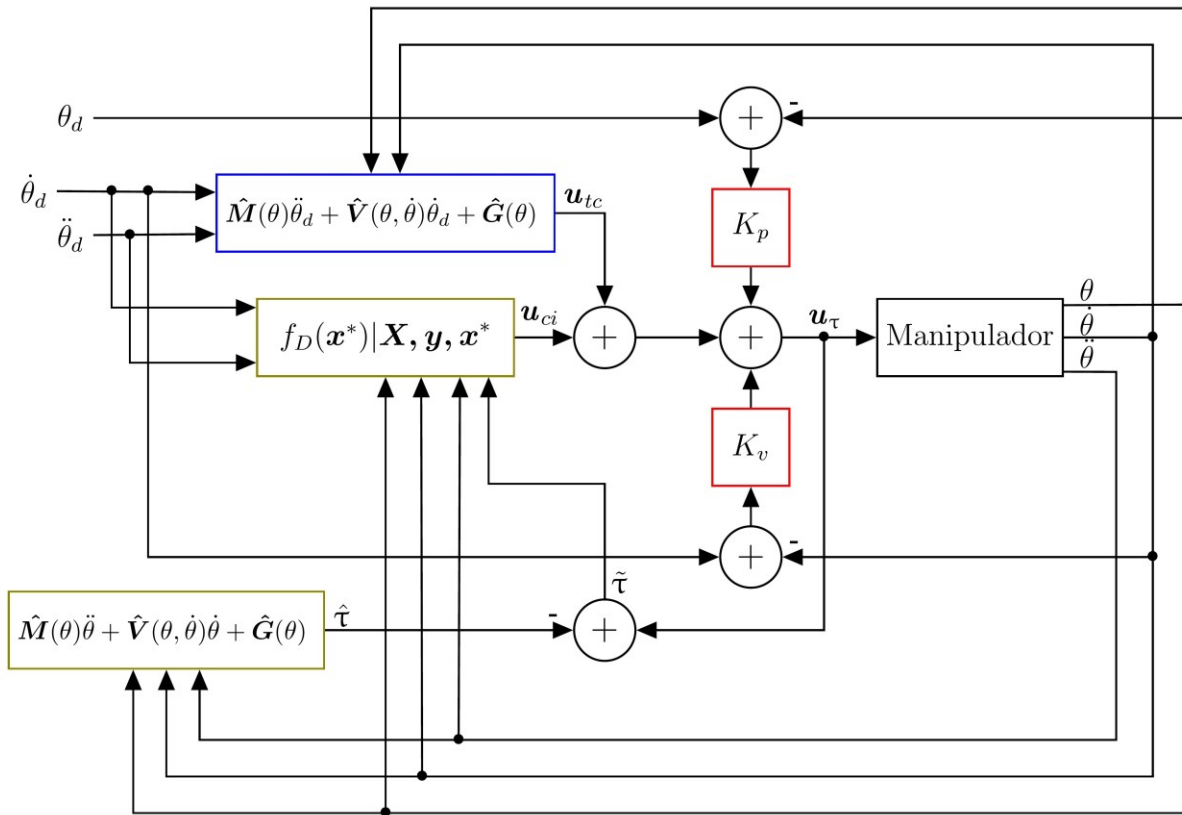 θ_d
-
+
θ̇_d
M̂(θ)θ̈_d + V̂(θ, θ̇)θ̇_d + Ĝ(θ)
u_tc
K_p
θ̈_d
f_D(x*)|X, y, x*
u_ci
+
+
u_τ
Manipulador
θ
θ̇
θ̈
K_v
-
+
M̂(θ)θ̈ + V̂(θ, θ̇)θ̇ + Ĝ(θ)
τ̂
-
+
τ̃